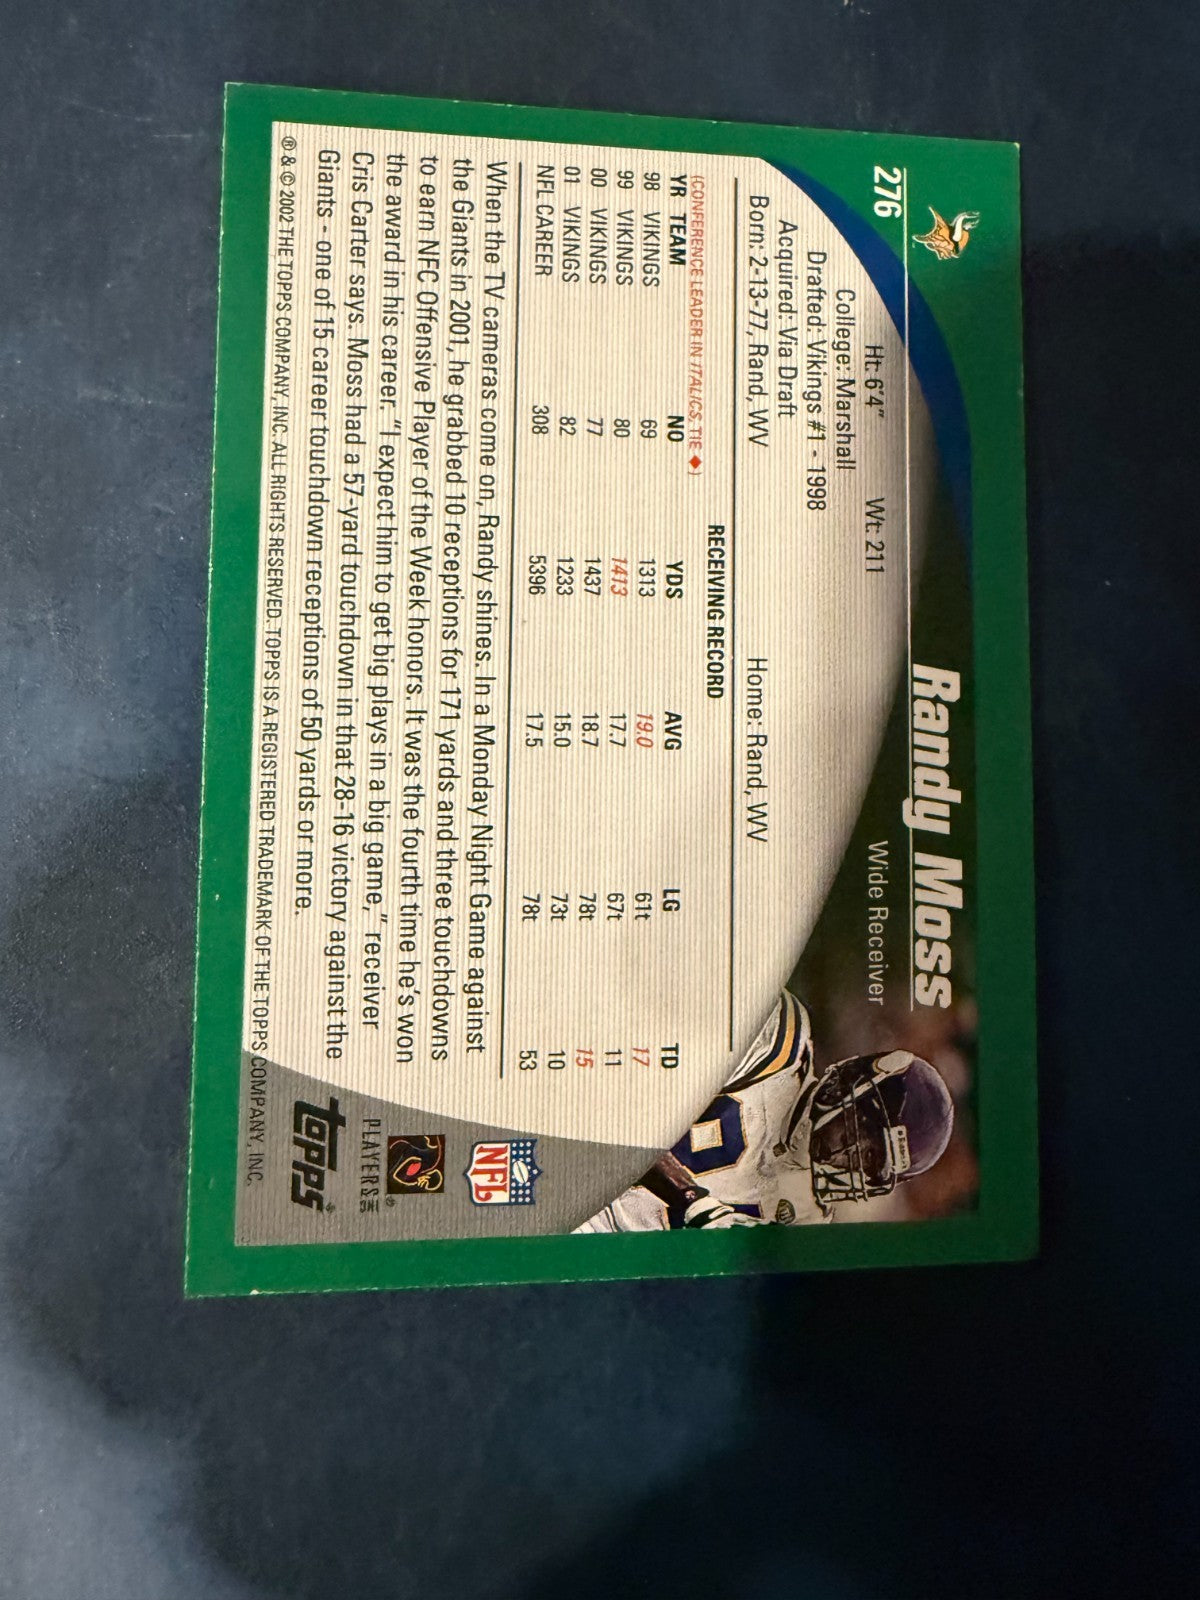 276
Randy Moss
Wide Receiver
Ht: 6'4" Wt: 211
College: Marshall
Drafted: Vikings #1 - 1998
Acquired: Via Draft
Born: 2-13-77, Rand, WV Home: Rand, WV
RECEIVING RECORD
(CONFERENCE LEADER IN ITALICS, TIE ♦)
YR TEAM NO YDS AVG LG TD
98 VIKINGS 69 1313 19.0 61t 17
99 VIKINGS 80 1413 17.7 67t 11
00 VIKINGS 77 1437 18.7 78t 15
01 VIKINGS 82 1233 15.0 73t 10
NFL CAREER 308 5396 17.5 78t 53
When the TV cameras come on, Randy shines. In a Monday Night Game against
the Giants in 2001, he grabbed 10 receptions for 171 yards and three touchdowns
to earn NFC Offensive Player of the Week honors. It was the fourth time he's won
the award in his career. "I expect him to get big plays in a big game," receiver
Cris Carter says. Moss had a 57-yard touchdown in that 28-16 victory against the
Giants - one of 15 career touchdown receptions of 50 yards or more.
® & © 2002 THE TOPPS COMPANY, INC. ALL RIGHTS RESERVED. TOPPS IS A REGISTERED TRADEMARK OF THE TOPPS COMPANY, INC.
NFL
PLAYERS INC
topps®